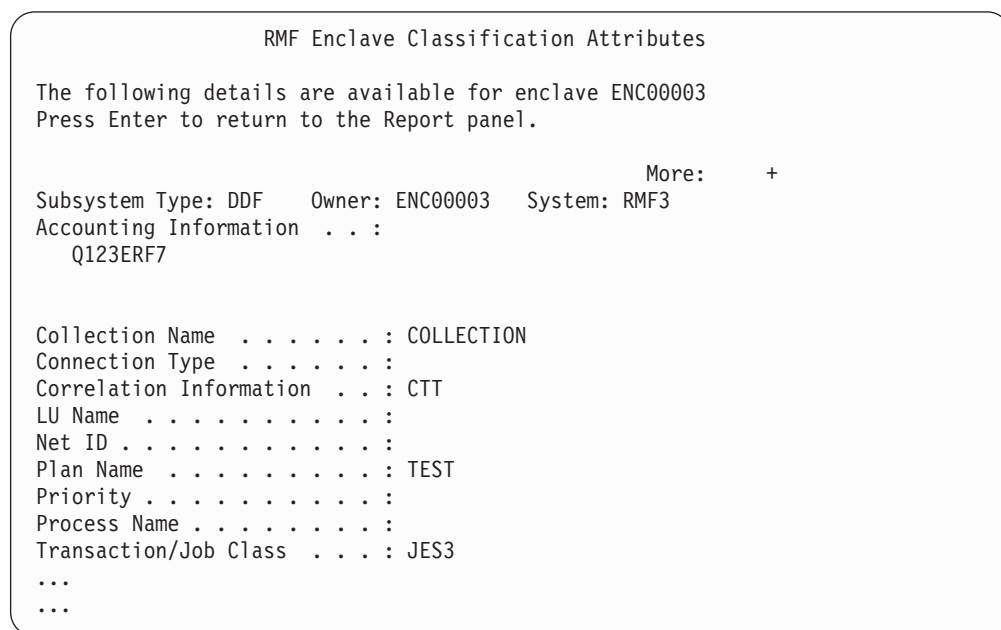 RMF Enclave Classification Attributes
The following details are available for enclave ENC00003
Press Enter to return to the Report panel.
More:     +
Subsystem Type: DDF    Owner: ENC00003   System: RMF3
Accounting Information . . :
Q123ERF7
Collection Name  . . . . . . : COLLECTION
Connection Type  . . . . . . :
Correlation Information  . . : CTT
LU Name  . . . . . . . . . . :
Net ID . . . . . . . . . . . :
Plan Name  . . . . . . . . . : TEST
Priority . . . . . . . . . . :
Process Name . . . . . . . . :
Transaction/Job Class  . . . : JES3
...
...